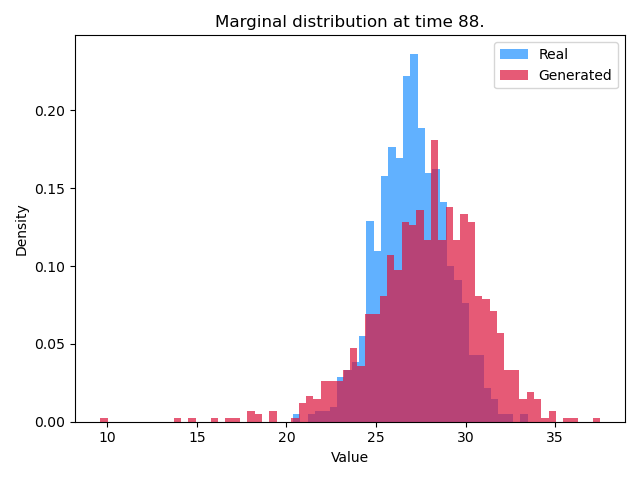 Marginal distribution at time 88.
Real
Generated
0.20
0.15
0.10
0.05
0.00
Density
10
15
20
25
30
35
Value